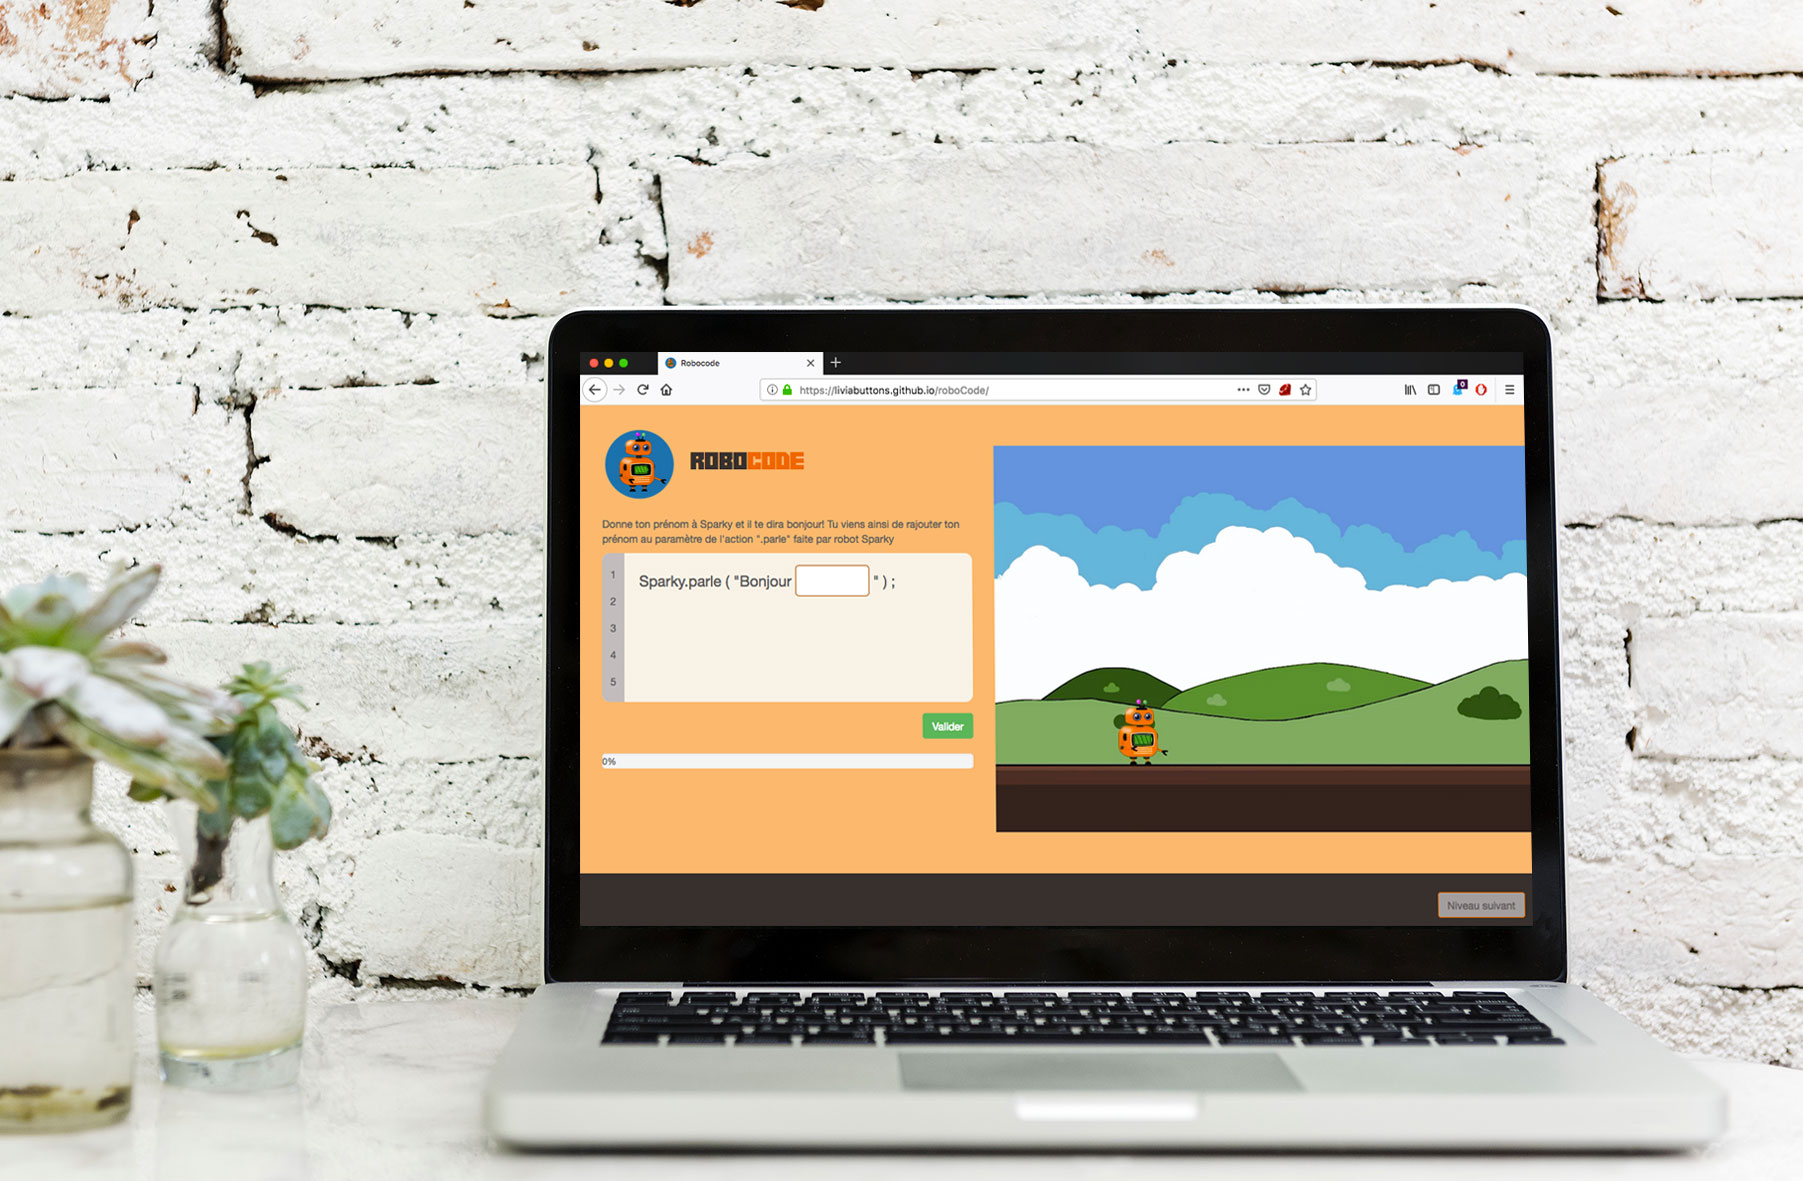 Robocode
https://liviabuttons.github.io/roboCode/
0
ROBOCODE
Donne ton prénom à Sparky et il te dira bonjour! Tu viens ainsi de rajouter ton
prénom au paramètre de l'action ".parle" faite par robot Sparky
1 Sparky.parle ( "Bonjour " ) ;
2
3
4
5
Valider
0%
Niveau suivant